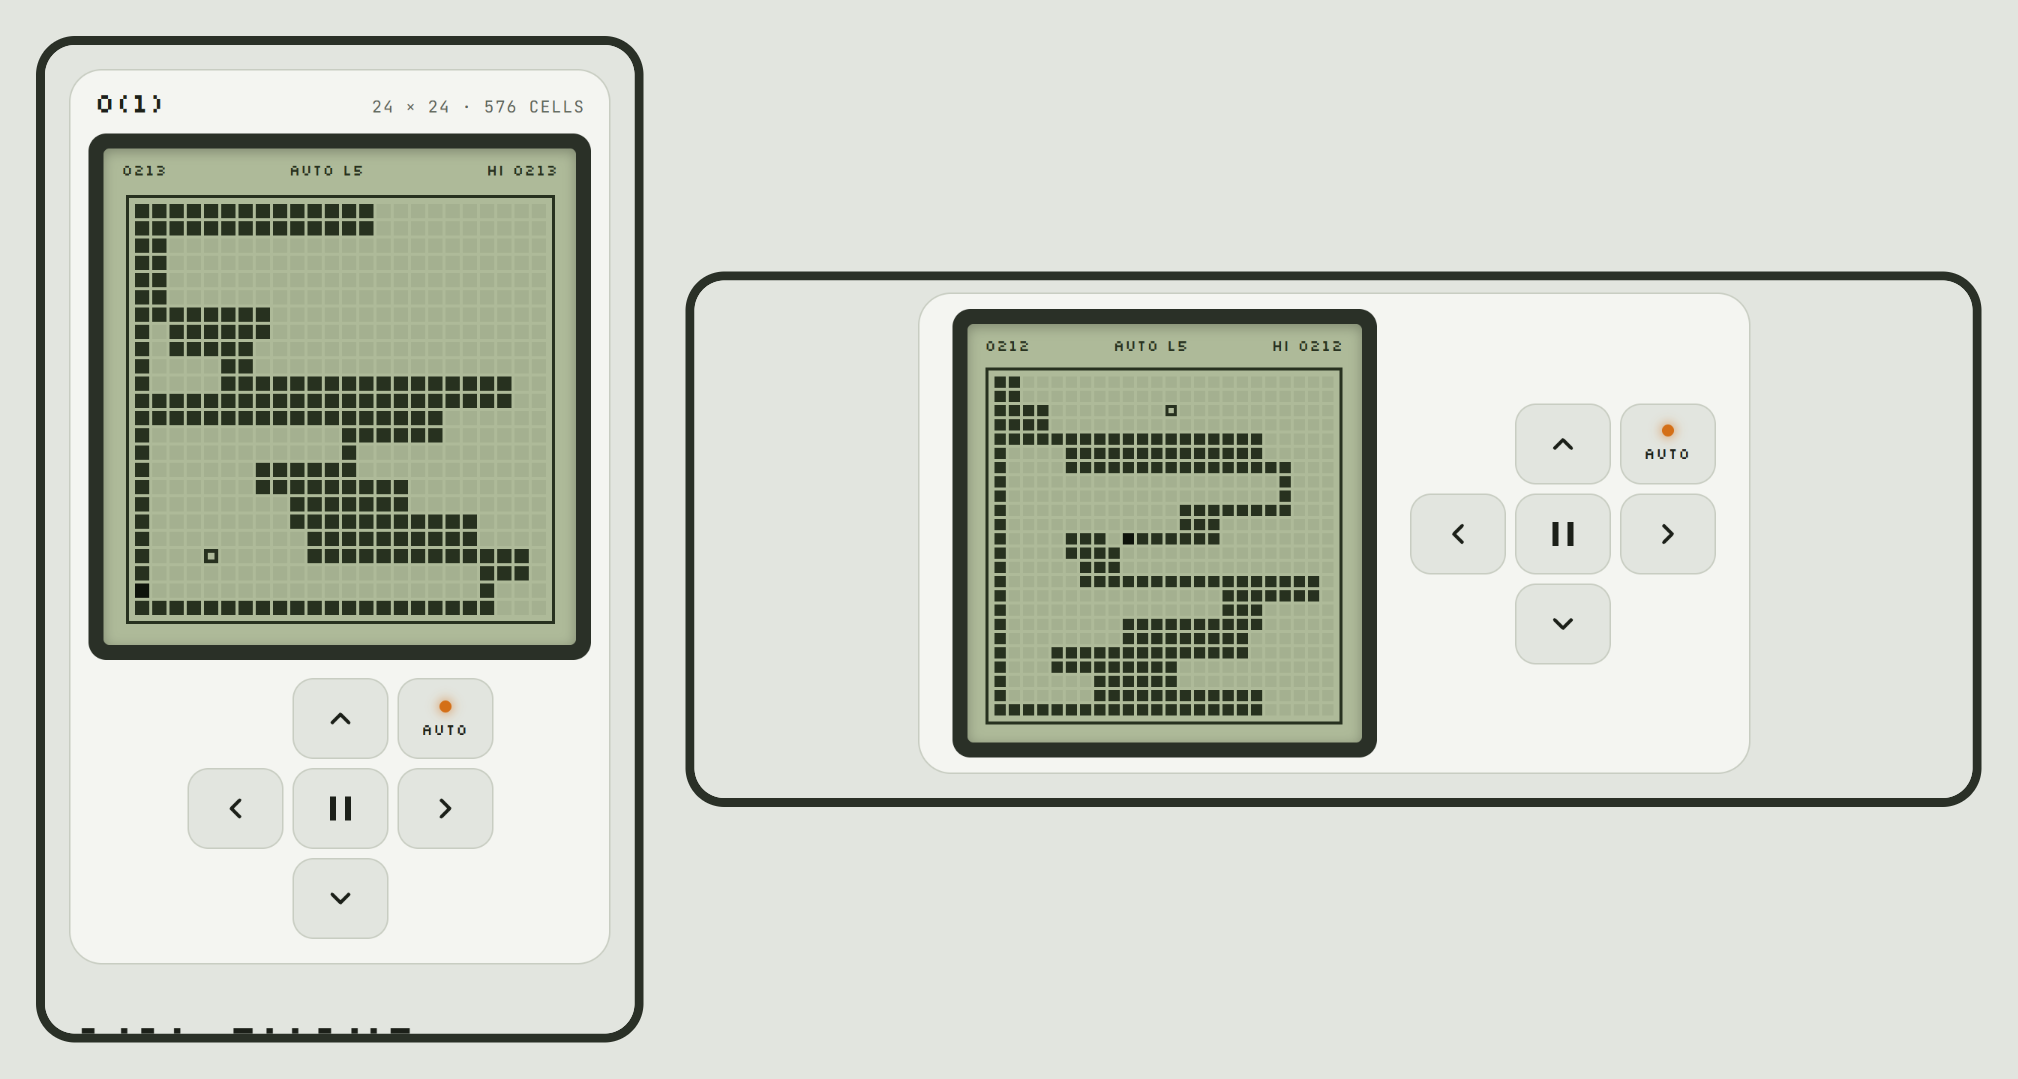 O(1)
24 × 24 · 576 CELLS
0213 AUTO L5 HI 0213
AUTO
0212 AUTO L5 HI 0212
AUTO